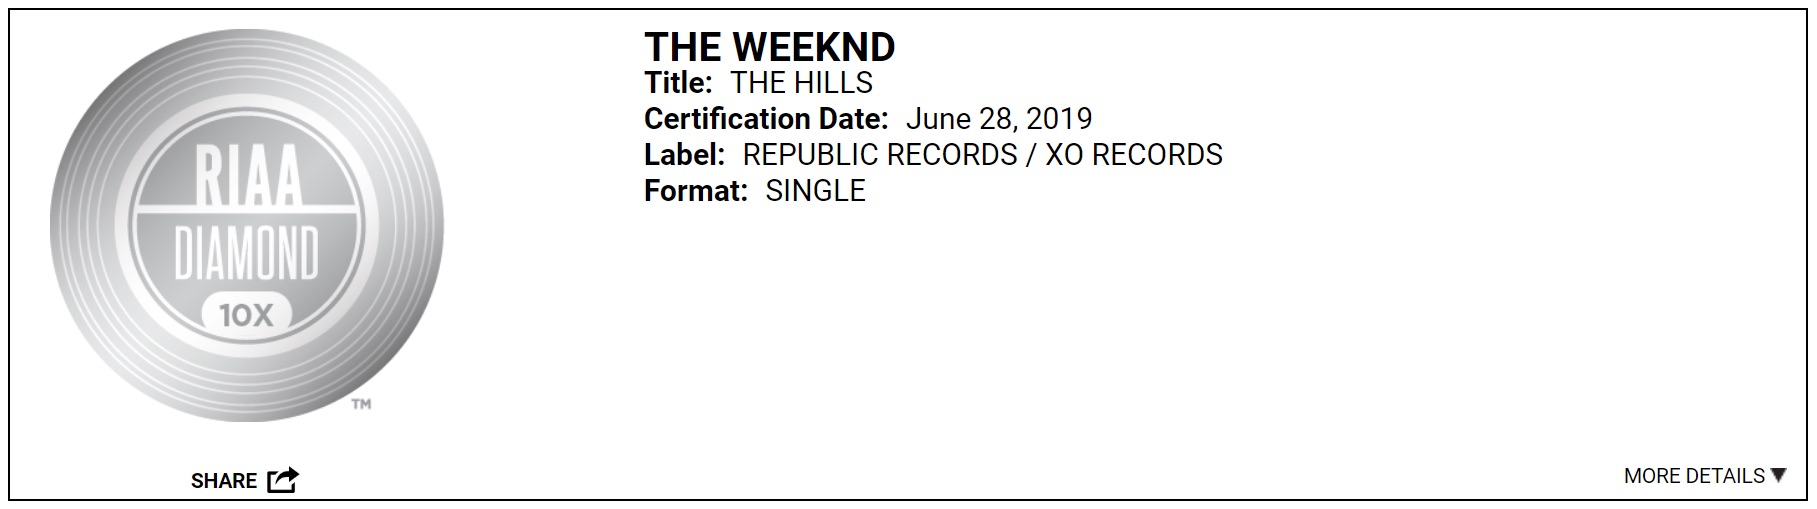 RIAA
DIAMOND
10X
TM
SHARE
THE WEEKND
Title: THE HILLS
Certification Date: June 28, 2019
Label: REPUBLIC RECORDS / XO RECORDS
Format: SINGLE
MORE DETAILS